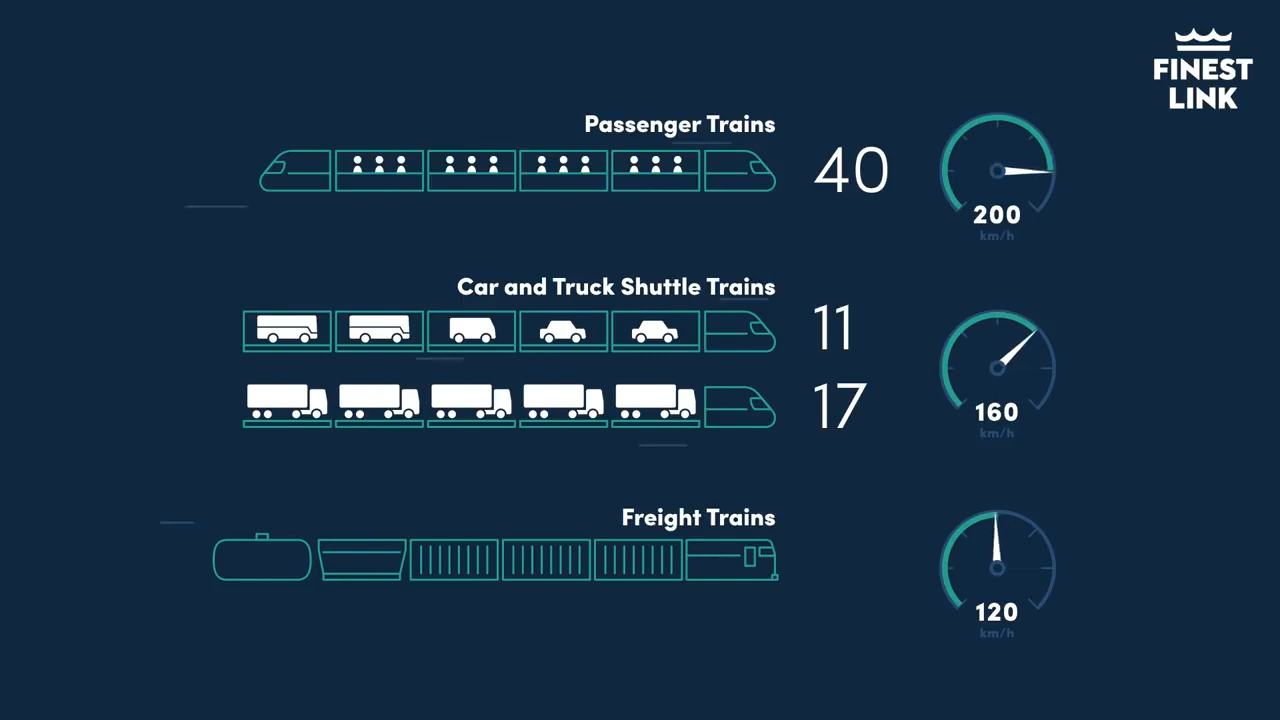 FINEST
LINK
Passenger Trains
40
200
km/h
Car and Truck Shuttle Trains
11
17
160
km/h
Freight Trains
120
km/h